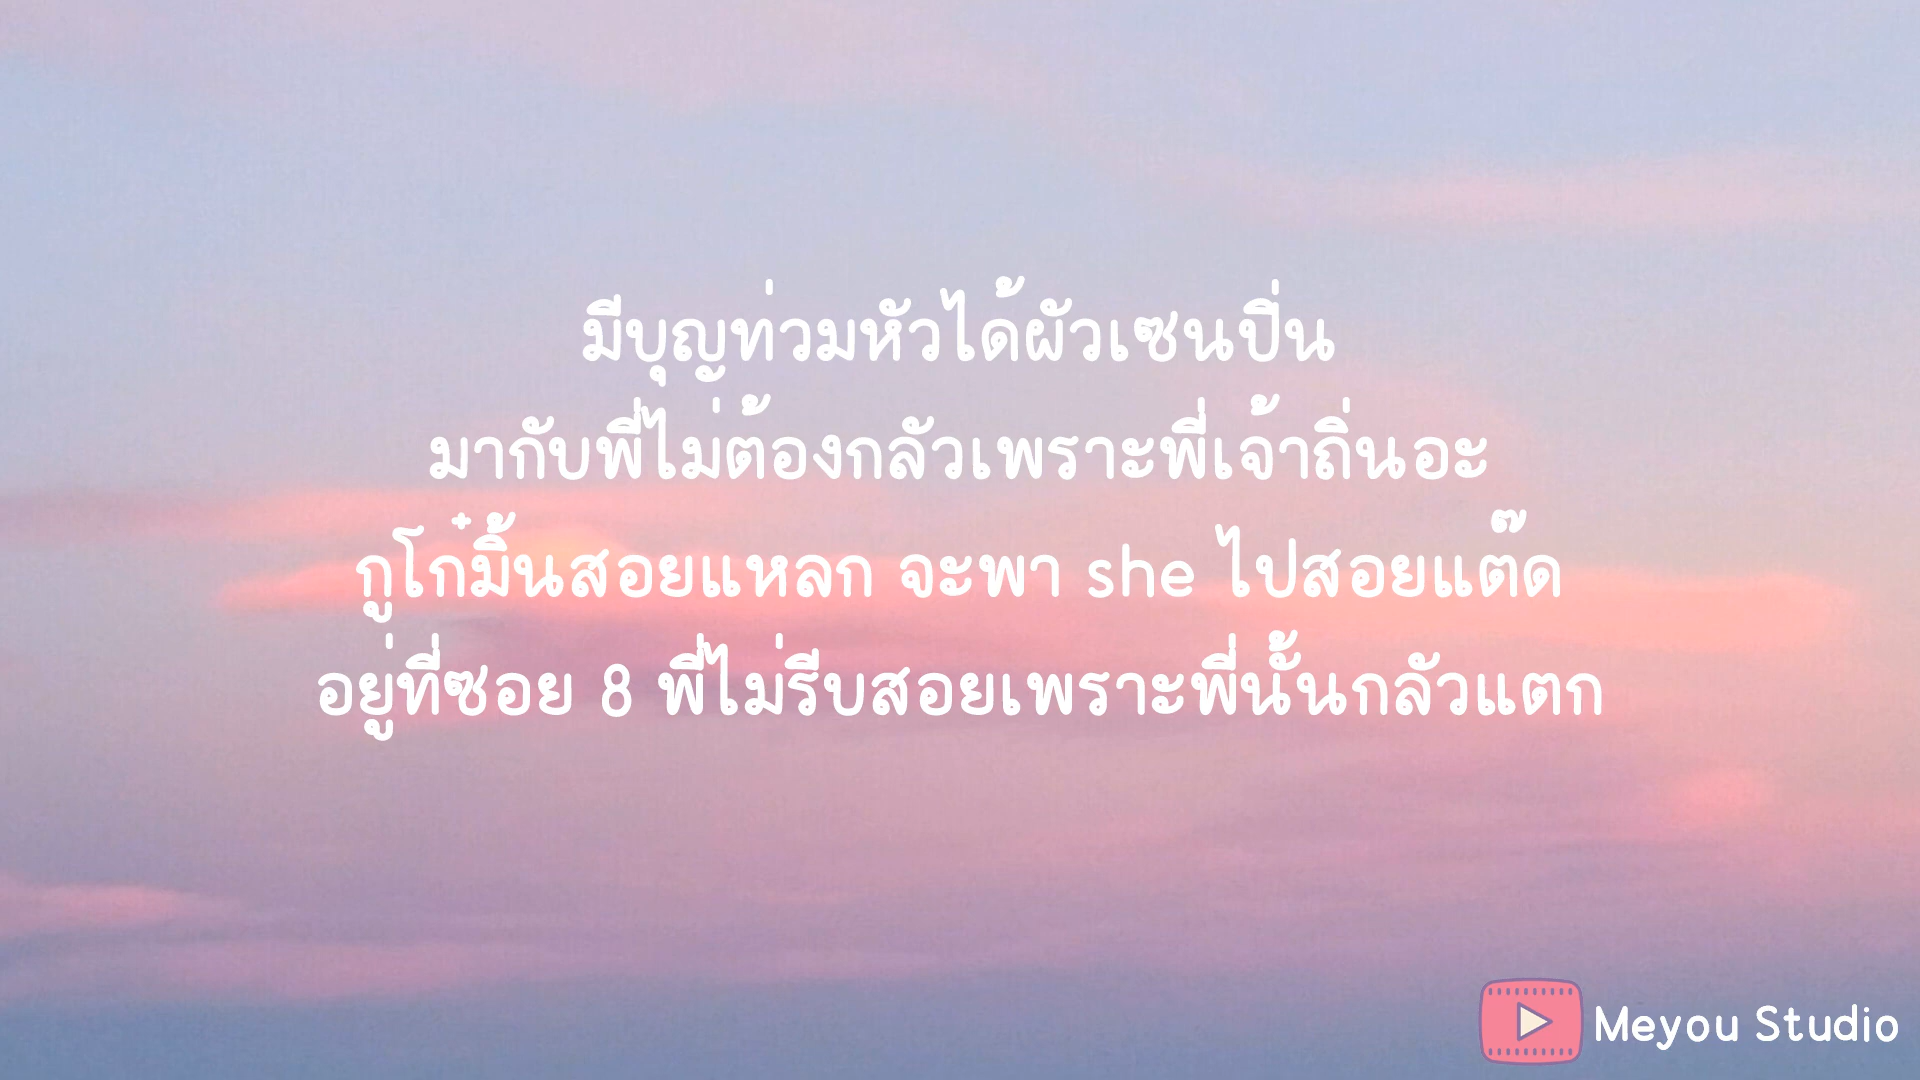 มีบุญท่วมหัวได้ผัวเซนปิ่น
มากับพี่ไม่ต้องกลัวเพราะพี่เจ้าถิ่นอะ
กูโก๋มิ้นสอยแหลก จะพา she ไปสอยแต๊ด
อยู่ที่ซอย 8 พี่ไม่รีบสอยเพราะพี่นั้นกลัวแตก
Meyou Studio